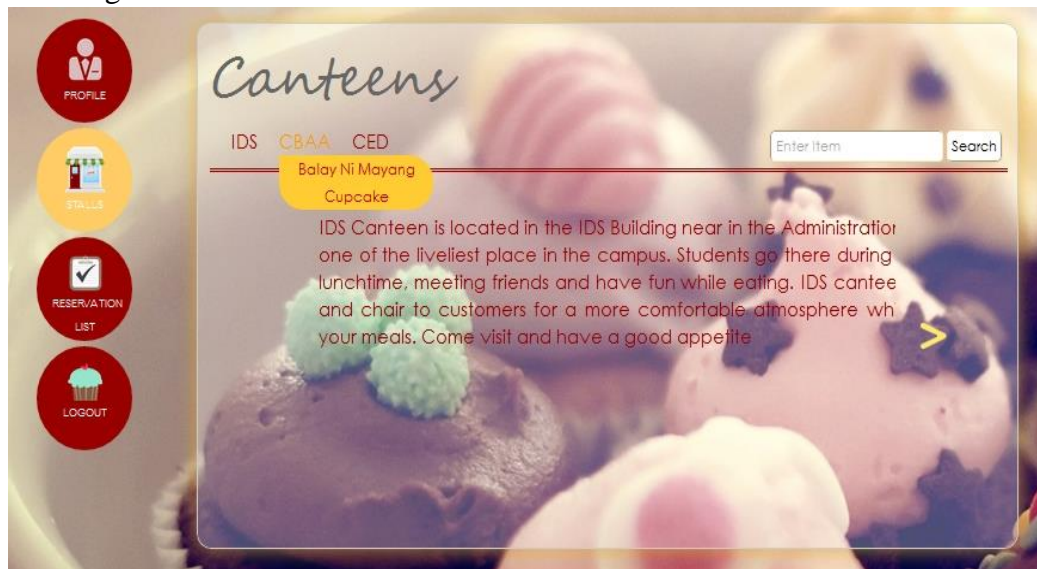 PROFILE
STALLS
RESERVATION
LIST
LOGOUT
Canteens
IDS CBAA CED
Enter Item Search
Balay Ni Mayang
Cupcake
IDS Canteen is located in the IDS Building near in the Administration
one of the liveliest place in the campus. Students go there during
lunchtime, meeting friends and have fun while eating. IDS cantee
and chair to customers for a more comfortable atmosphere wh
your meals. Come visit and have a good appetite
>